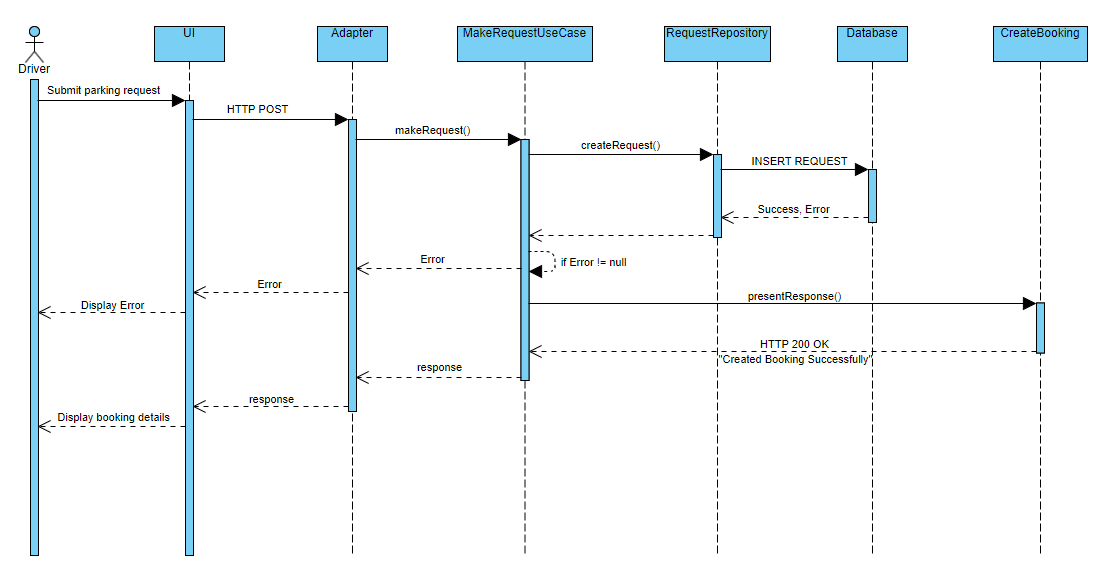 UI
Adapter
MakeRequestUseCase
RequestRepository
Database
CreateBooking
Driver
Submit parking request
HTTP POST
makeRequest()
createRequest()
INSERT REQUEST
Success, Error
Error
if Error != null
Error
Display Error
presentResponse()
HTTP 200 OK
"Created Booking Successfully"
response
response
Display booking details